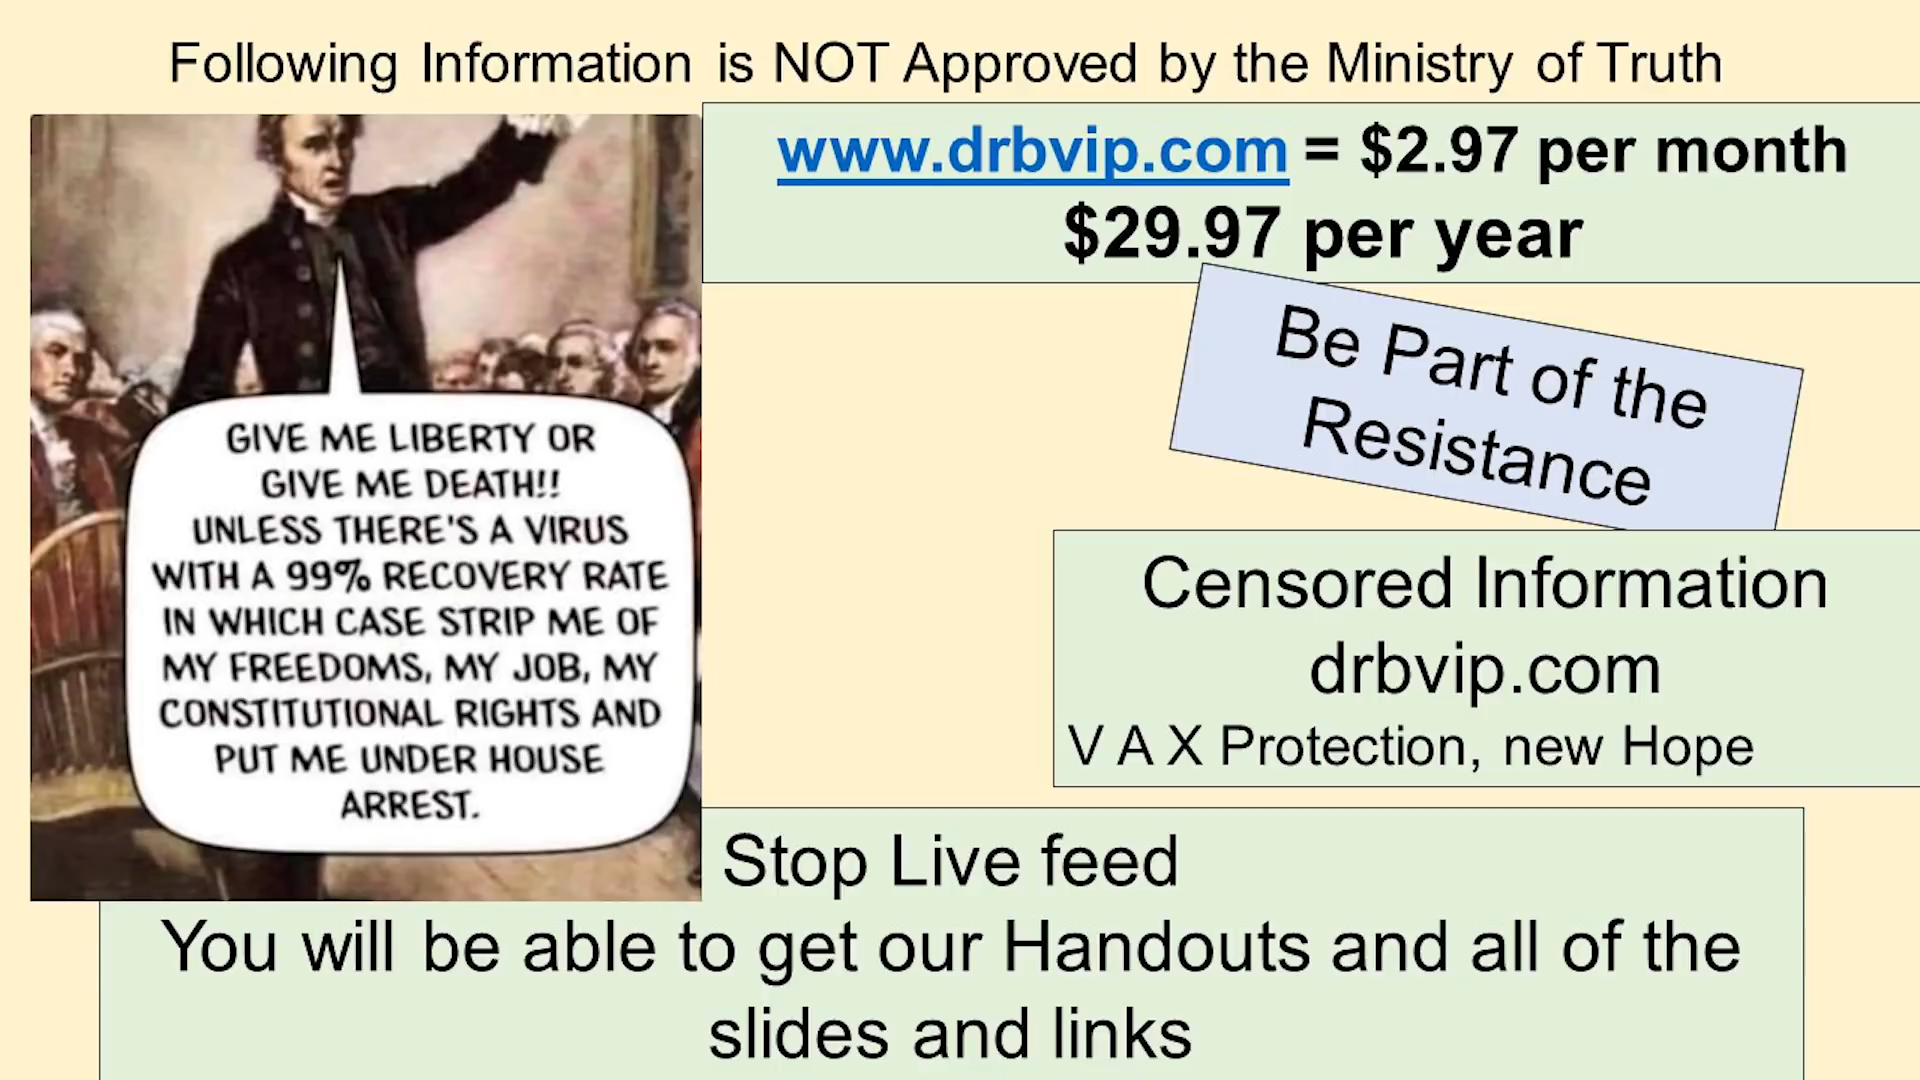 Following Information is NOT Approved by the Ministry of Truth
www.drbvip.com = $2.97 per month
$29.97 per year
Be Part of the
Resistance
GIVE ME LIBERTY OR
GIVE ME DEATH!!
UNLESS THERE'S A VIRUS
WITH A 99% RECOVERY RATE
IN WHICH CASE STRIP ME OF
MY FREEDOMS, MY JOB, MY
CONSTITUTIONAL RIGHTS AND
PUT ME UNDER HOUSE
ARREST.
Censored Information
drbvip.com
V A X Protection, new Hope
Stop Live feed
You will be able to get our Handouts and all of the
slides and links